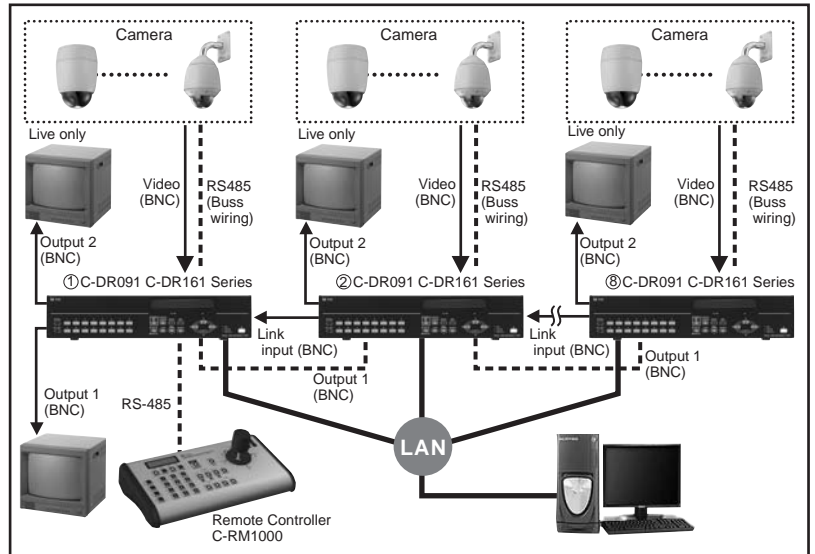 Camera
Camera
Camera
Live only
Live only
Live only
Video
(BNC)
RS485
(Buss
wiring)
Video
(BNC)
RS485
(Buss
wiring)
Video
(BNC)
RS485
(Buss
wiring)
Output 2
(BNC)
Output 2
(BNC)
Output 2
(BNC)
①C-DR091 C-DR161 Series
②C-DR091 C-DR161 Series
⑧C-DR091 C-DR161 Series
Link
input (BNC)
Link
input (BNC)
Output 1
(BNC)
Output 1
(BNC)
Output 1
(BNC)
RS-485
LAN
Remote Controller
C-RM1000